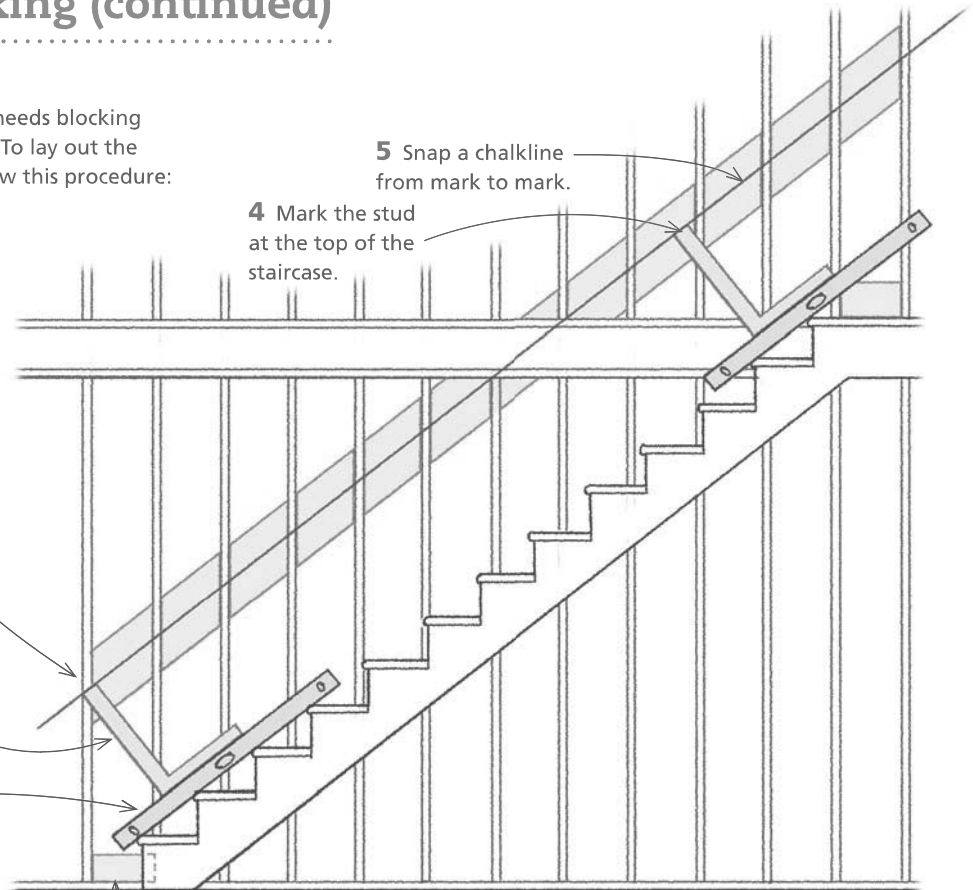 (continued)
needs blocking
To lay out the
this procedure:
5 Snap a chalkline
from mark to mark.
4 Mark the stud
at the top of the
staircase.